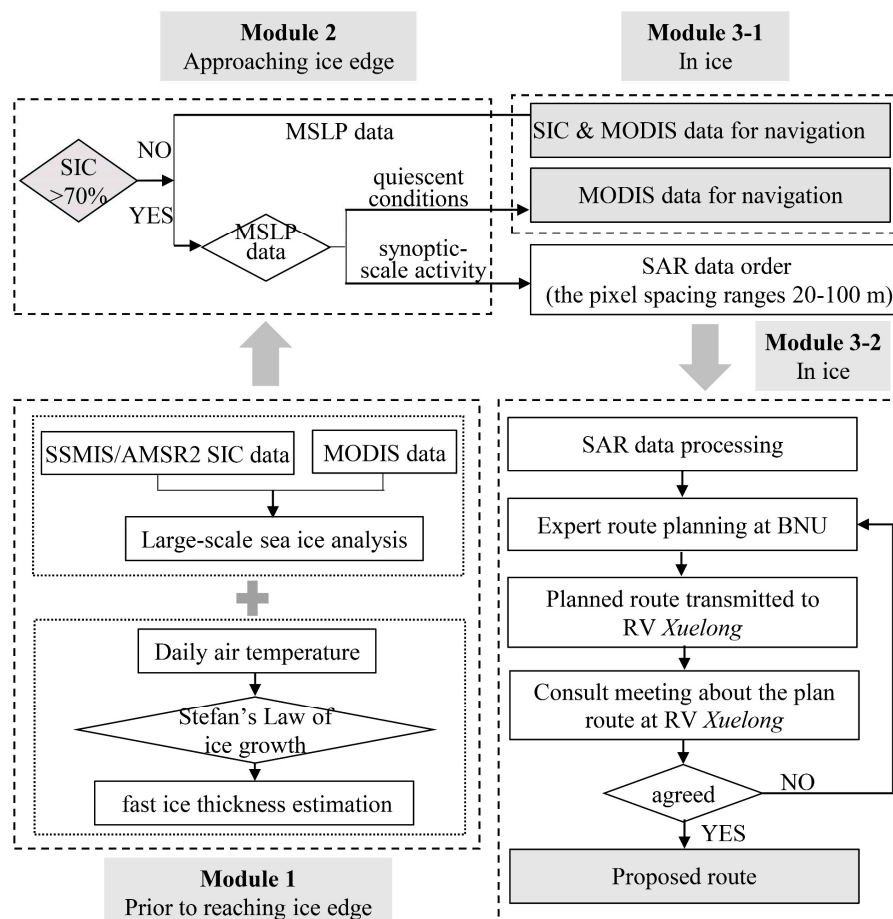 Module 2
Approaching ice edge
Module 3-1
In ice
SIC
>70%
NO
YES
MSLP data
MSLP
data
quiescent
conditions
synoptic-
scale activity
SIC & MODIS data for navigation
MODIS data for navigation
SAR data order
(the pixel spacing ranges 20-100 m)
Module 3-2
In ice
SSMIS/AMSR2 SIC data
MODIS data
Large-scale sea ice analysis
Daily air temperature
Stefan's Law of
ice growth
fast ice thickness estimation
Module 1
Prior to reaching ice edge
SAR data processing
Expert route planning at BNU
Planned route transmitted to
RV Xuelong
Consult meeting about the plan
route at RV Xuelong
agreed
NO
YES
Proposed route